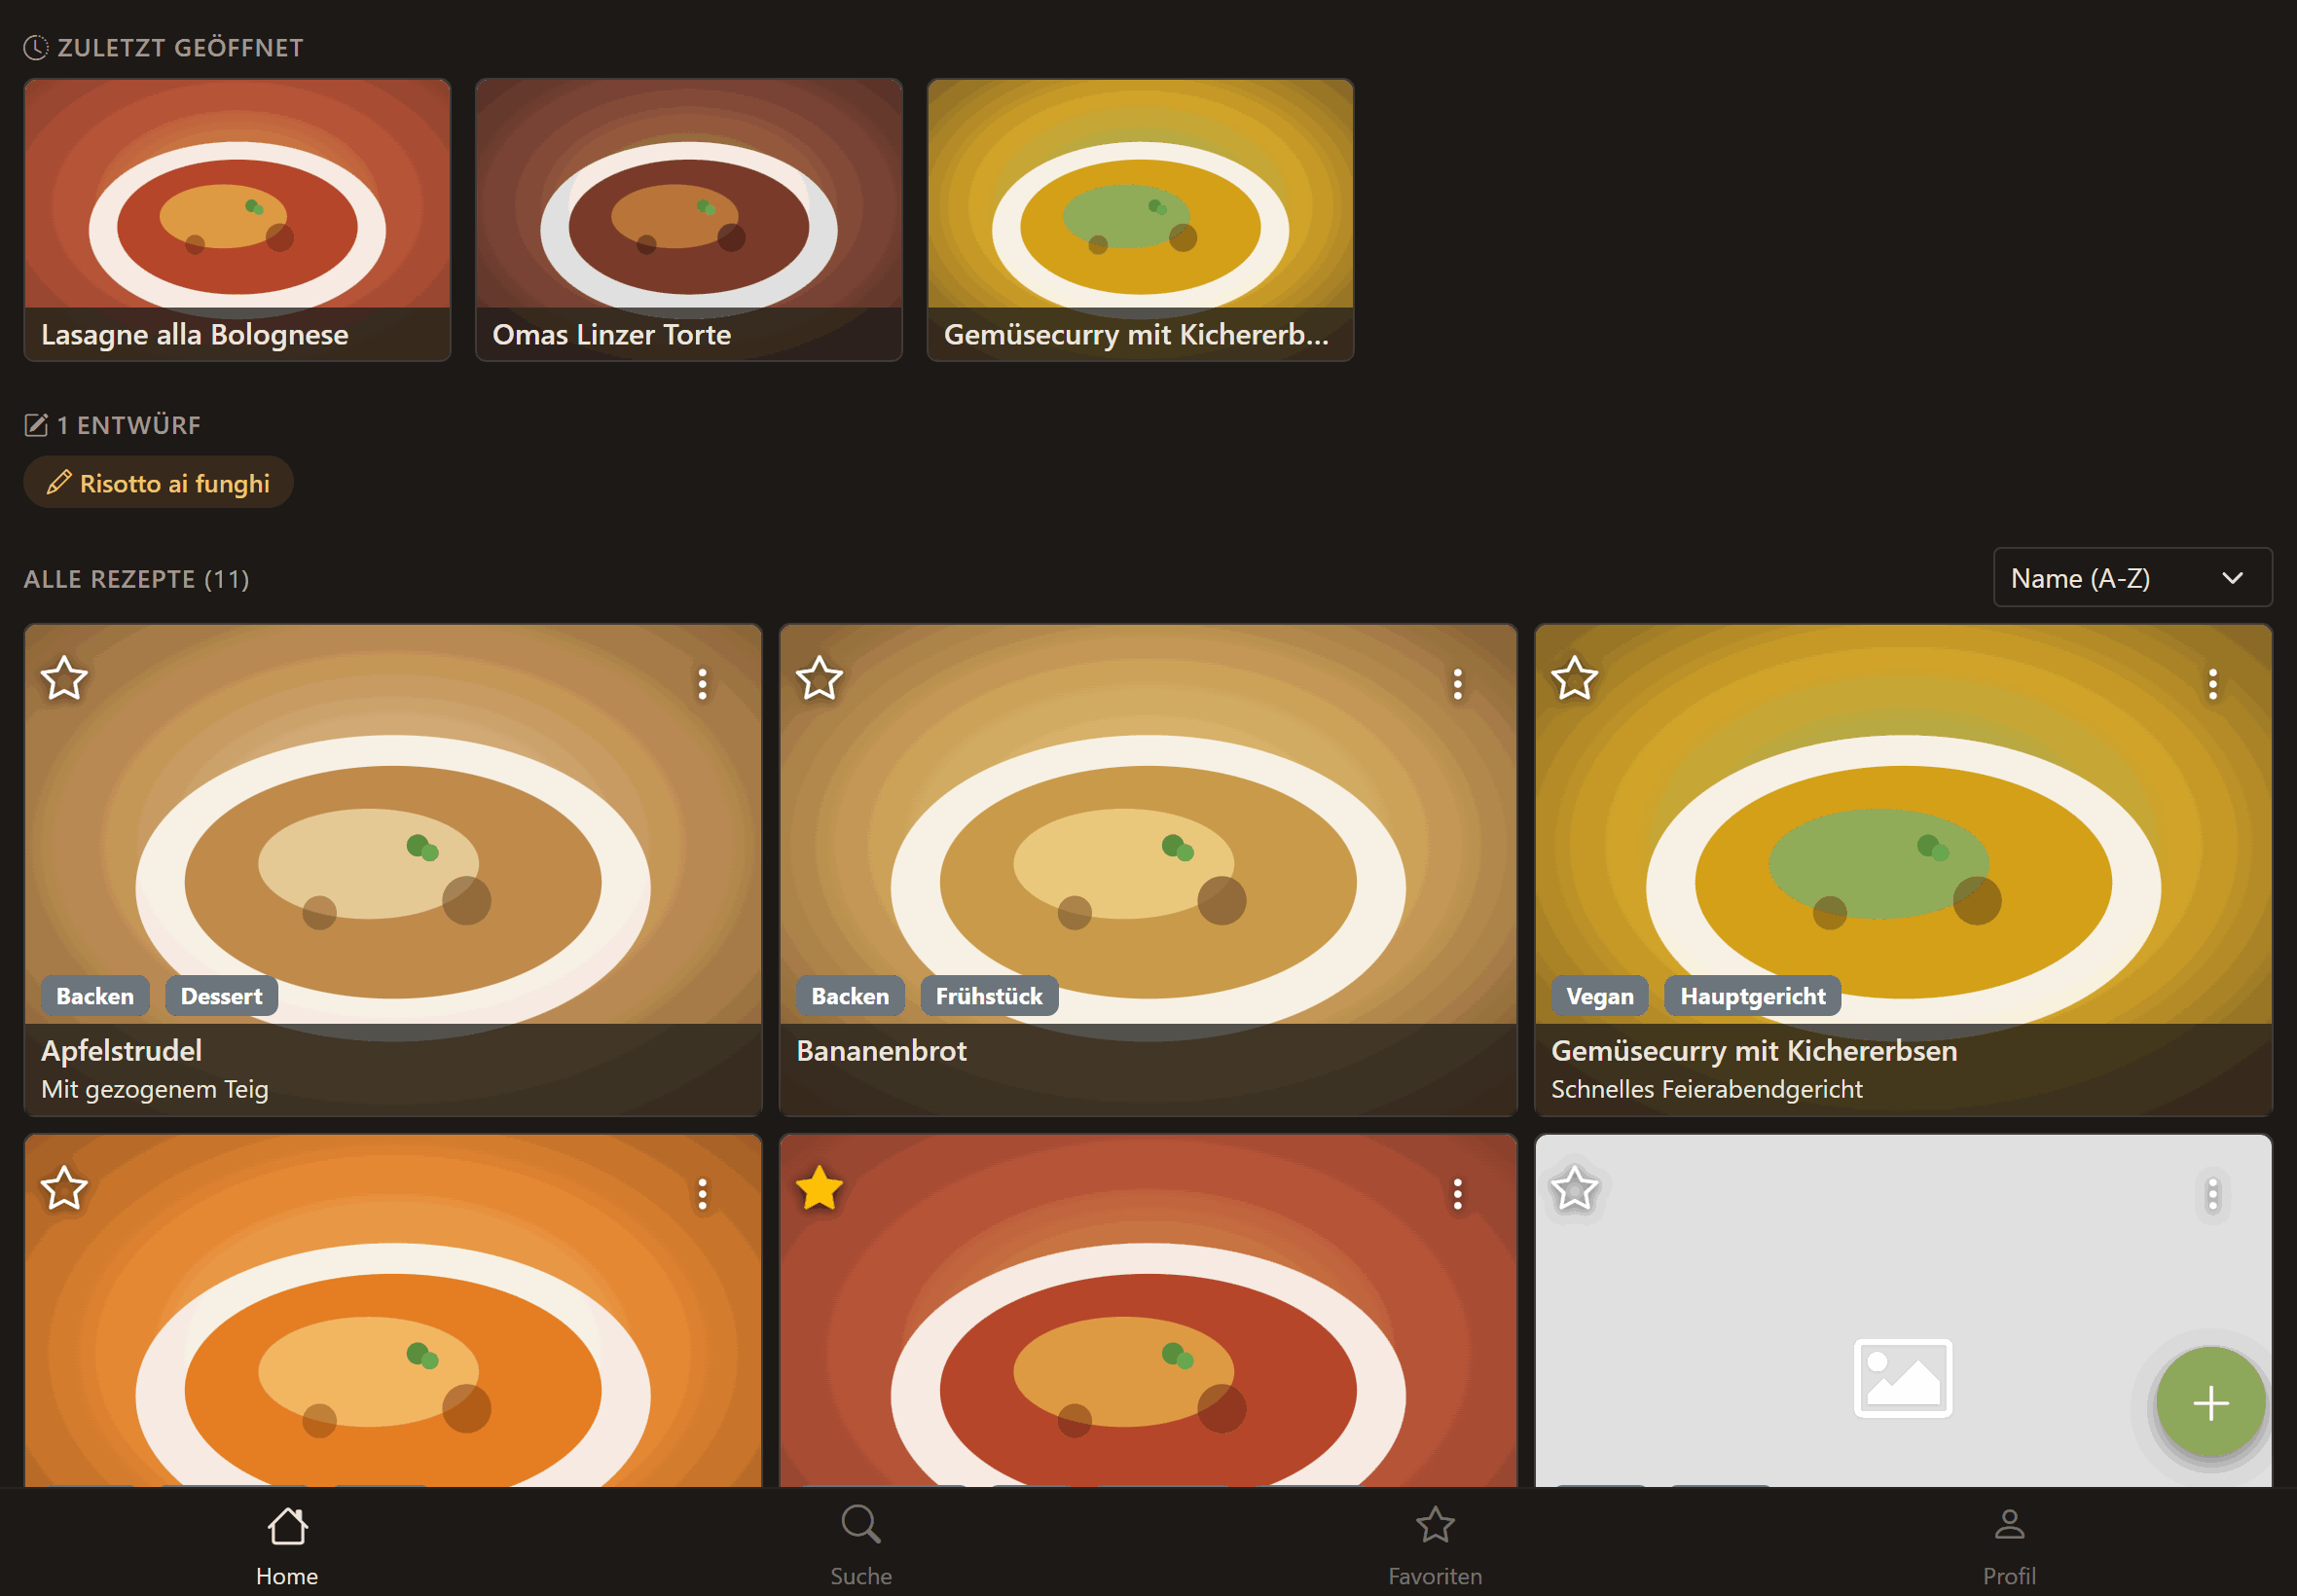 ZULETZT GEÖFFNET
Lasagne alla Bolognese
Omas Linzer Torte
Gemüsecurry mit Kichererb...
1 ENTWÜRF
Risotto ai funghi
ALLE REZEPTE (11)
Name (A-Z)
Backen
Dessert
Apfelstrudel
Mit gezogenem Teig
Backen
Frühstück
Bananenbrot
Vegan
Hauptgericht
Gemüsecurry mit Kichererbsen
Schnelles Feierabendgericht
Home
Suche
Favoriten
Profil